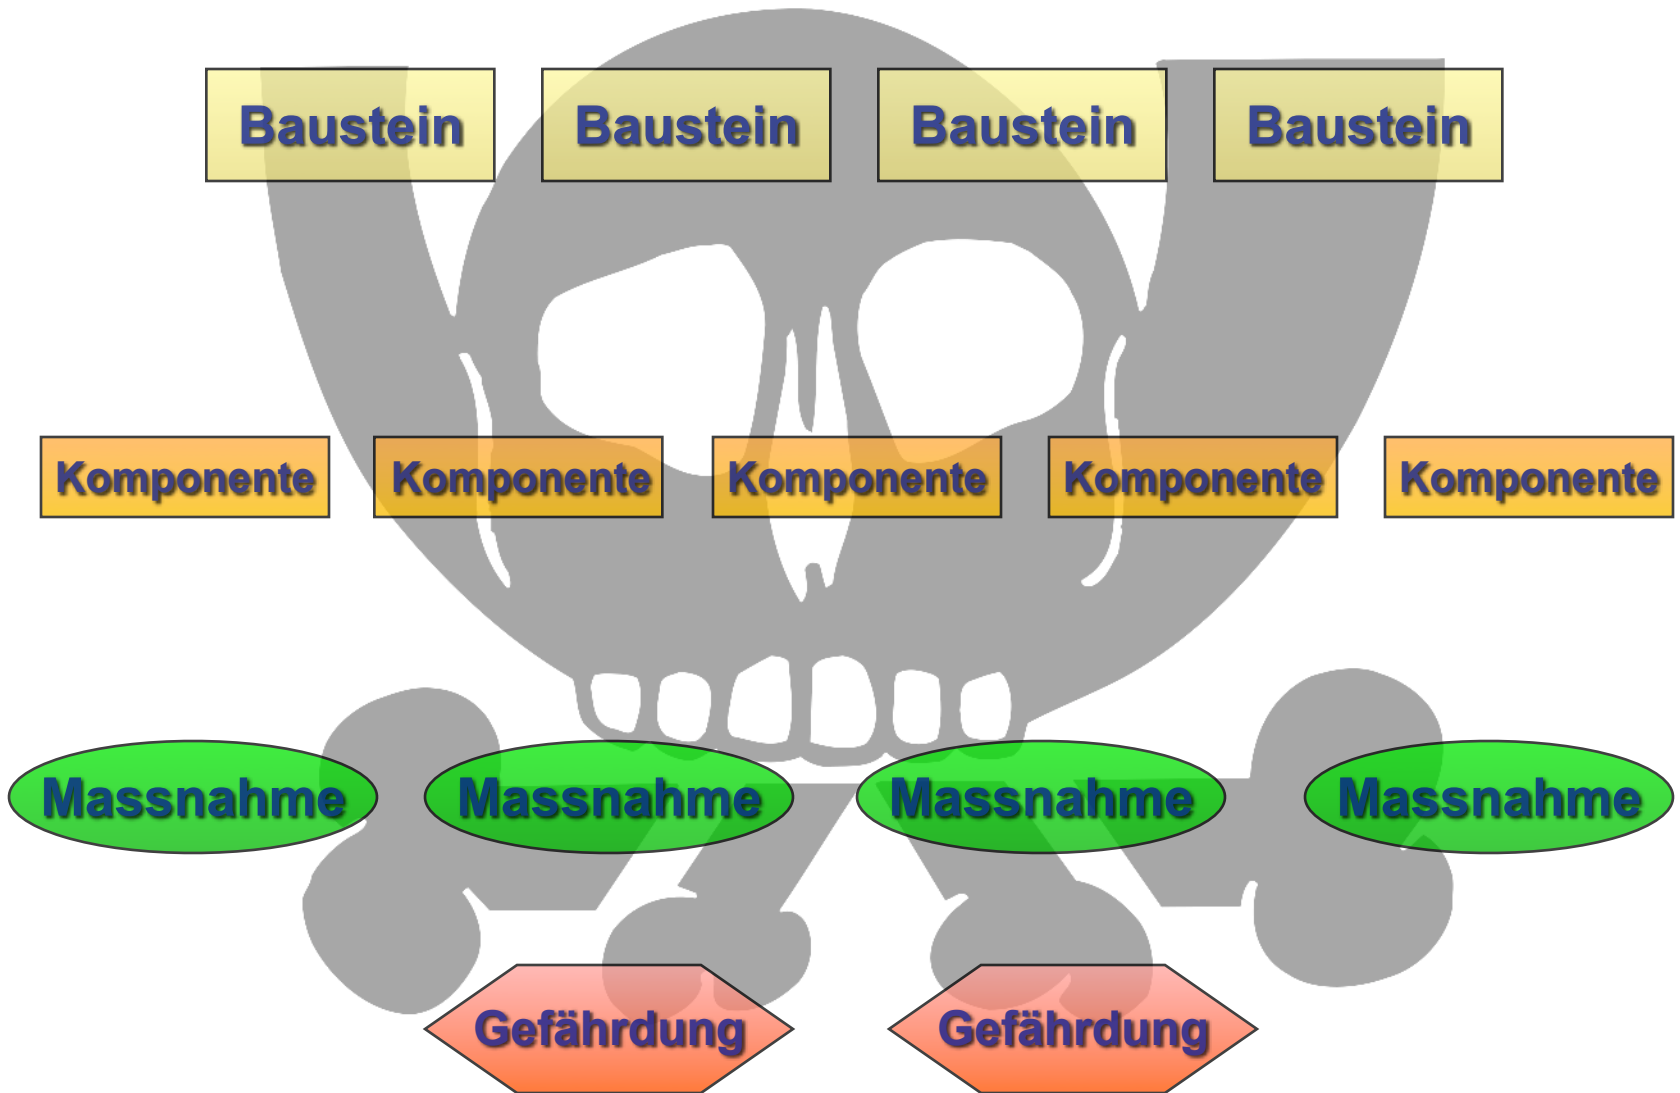 Baustein Baustein Baustein Baustein
Komponente Komponente Komponente Komponente Komponente
Massnahme Massnahme Massnahme Massnahme
Gefährdung Gefährdung